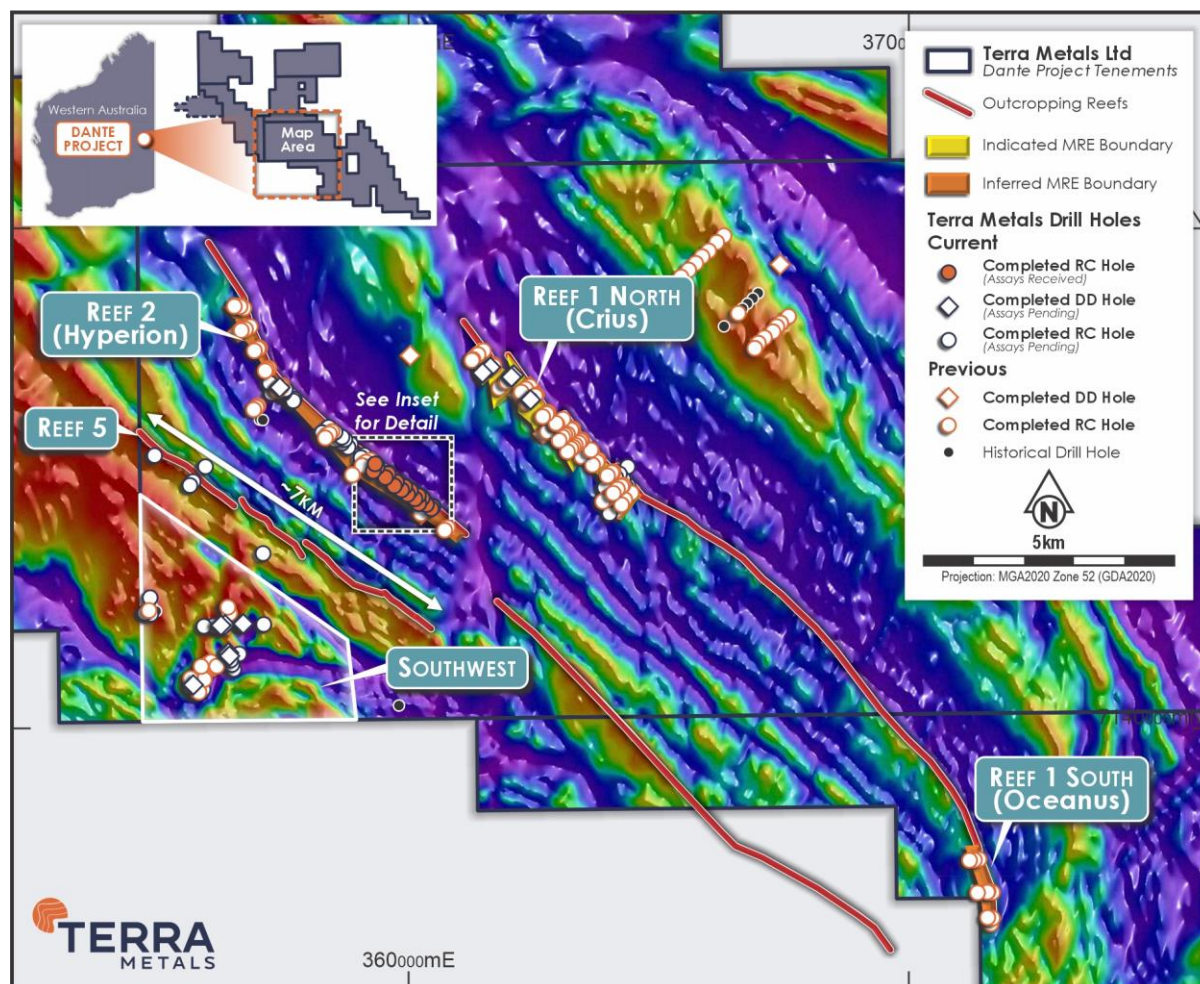 Western Australia
DANTE
PROJECT
Map
Area
370
Terra Metals Ltd
Dante Project Tenements
Outcropping Reefs
Indicated MRE Boundary
Inferred MRE Boundary
Terra Metals Drill Holes
Current
Completed RC Hole
(Assays Received)
Completed DD Hole
(Assays Pending)
Completed RC Hole
(Assays Pending)
Previous
Completed DD Hole
Completed RC Hole
Historical Drill Hole
N
5km
Projection: MGA2020 Zone 52 (GDA2020)
REEF 2
(Hyperion)
REEF 1 NORTH
(Crius)
See Inset
for Detail
REEF 5
~7KM
SOUTHWEST
REEF 1 SOUTH
(Oceanus)
TERRA
METALS
360000mE